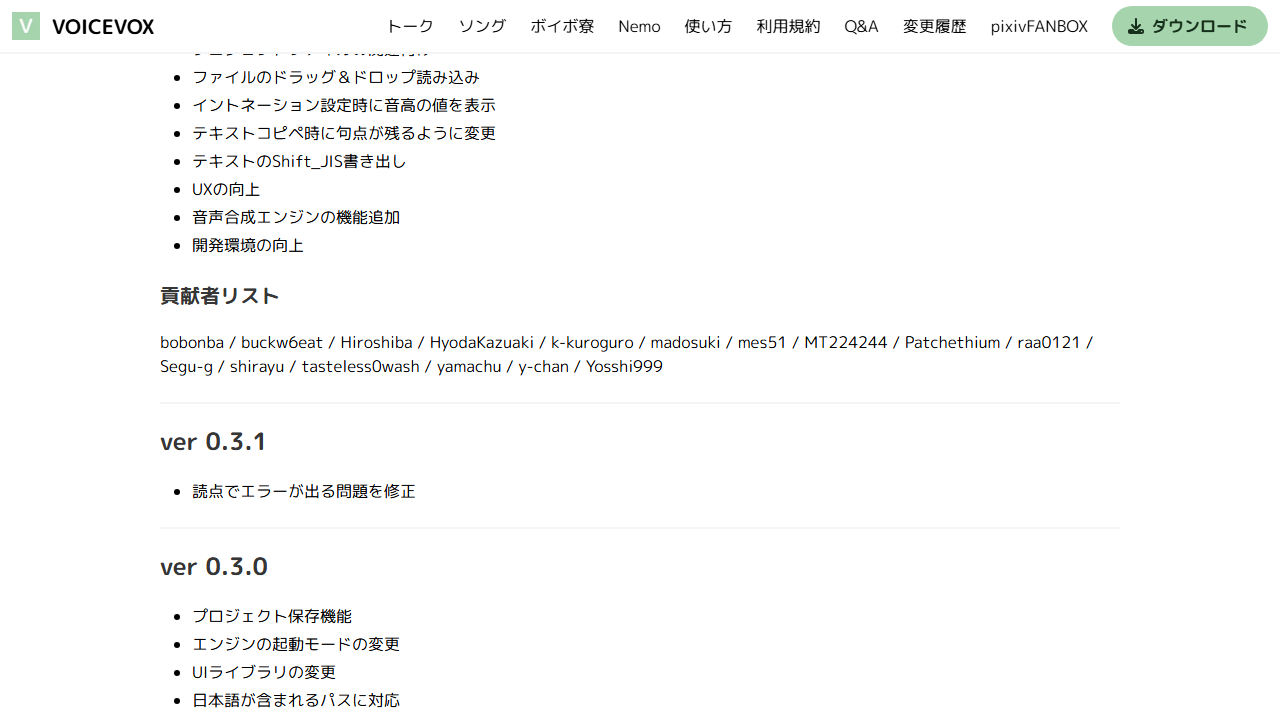 VOICEVOX
トーク ソング ボイボ寮 Nemo 使い方 利用規約 Q&A 変更履歴 pixivFANBOX ダウンロード
ファイルのドラッグ＆ドロップ読み込み
イントネーション設定時に音高の値を表示
テキストコピペ時に句点が残るように変更
テキストのShift_JIS書き出し
UXの向上
音声合成エンジンの機能追加
開発環境の向上
貢献者リスト
bobonba / buckw6eat / Hiroshiba / HyodaKazuaki / k-kuroguro / madosuki / mes51 / MT224244 / Patchethium / raa0121 /
Segu-g / shirayu / tasteless0wash / yamachu / y-chan / Yosshi999
ver 0.3.1
読点でエラーが出る問題を修正
ver 0.3.0
プロジェクト保存機能
エンジンの起動モードの変更
UIライブラリの変更
日本語が含まれるパスに対応